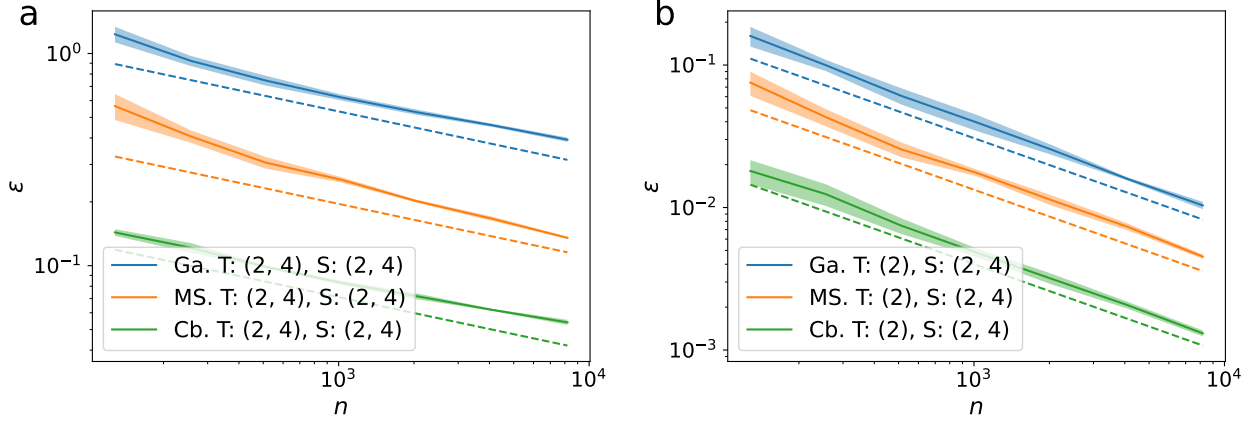 a
10^0
10^-1
ε
Ga. T: (2, 4), S: (2, 4)
MS. T: (2, 4), S: (2, 4)
Cb. T: (2, 4), S: (2, 4)
10^3
10^4
n
b
10^-1
10^-2
10^-3
ε
Ga. T: (2), S: (2, 4)
MS. T: (2), S: (2, 4)
Cb. T: (2), S: (2, 4)
10^3
10^4
n